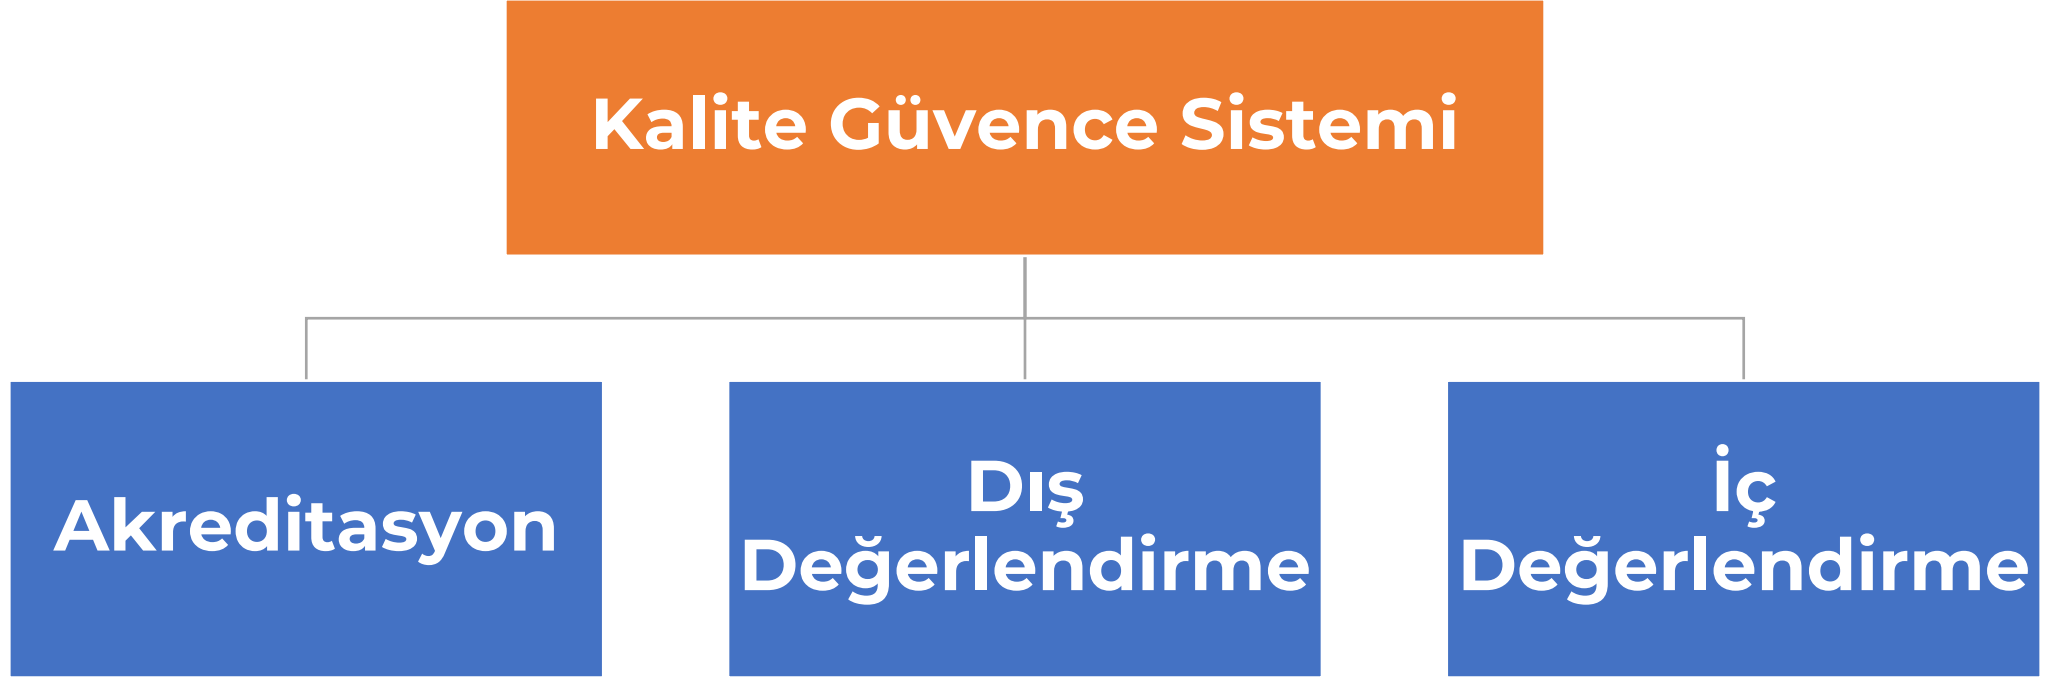 Kalite Güvence Sistemi
Akreditasyon
Dış
Değerlendirme
İç
Değerlendirme